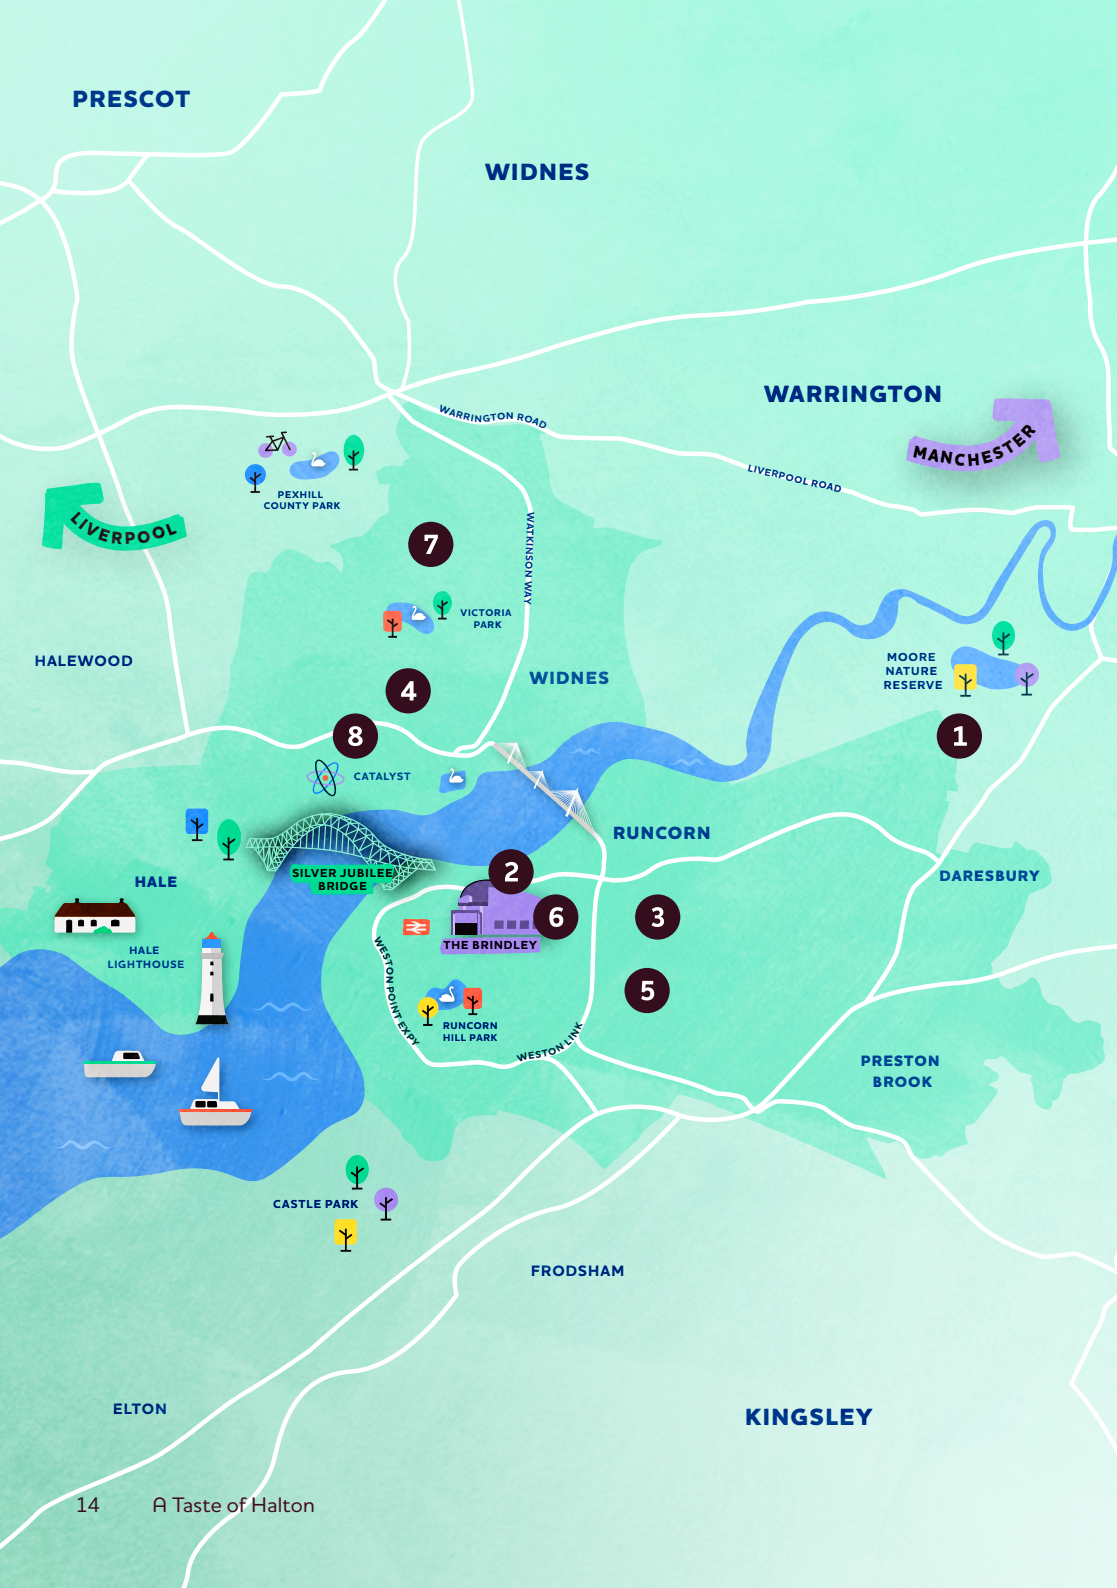 PRESCOT
WIDNES
WARRINGTON
WARRINGTON ROAD
MANCHESTER
LIVERPOOL ROAD
PEXHILL
COUNTY PARK
LIVERPOOL
WATKINSON WAY
7
VICTORIA
PARK
HALEWOOD
MOORE
NATURE
RESERVE
WIDNES
4
8
1
CATALYST
RUNCORN
SILVER JUBILEE
BRIDGE
HALE
2
DARESBURY
6
3
THE BRINDLEY
HALE
LIGHTHOUSE
WESTON POINT EXPY
5
RUNCORN
HILL PARK
WESTON LINK
PRESTON
BROOK
CASTLE PARK
FRODSHAM
ELTON
KINGSLEY
14 A Taste of Halton